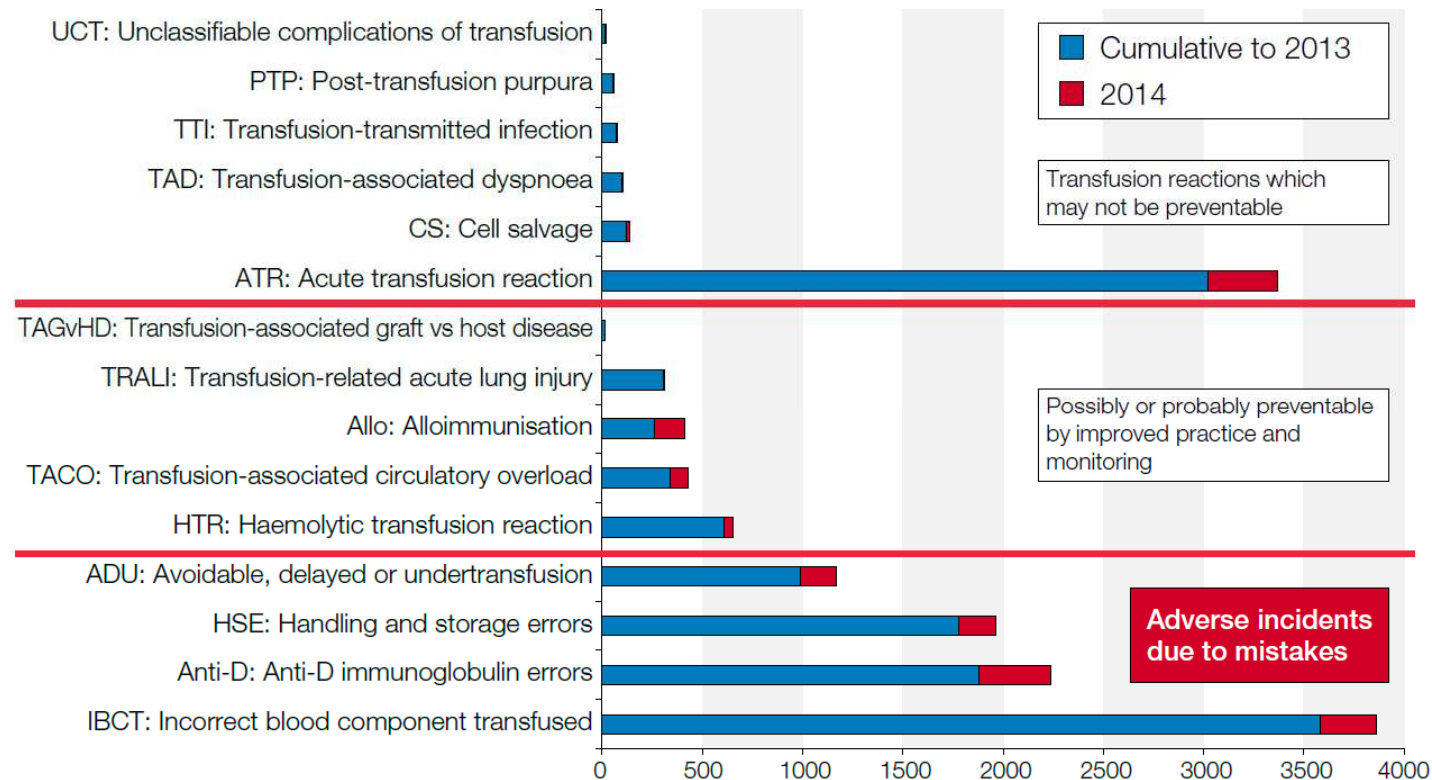 UCT: Unclassifiable complications of transfusion
PTP: Post-transfusion purpura
TTI: Transfusion-transmitted infection
TAD: Transfusion-associated dyspnoea
CS: Cell salvage
ATR: Acute transfusion reaction
TAGvHD: Transfusion-associated graft vs host disease
TRALI: Transfusion-related acute lung injury
Allo: Alloimmunisation
TACO: Transfusion-associated circulatory overload
HTR: Haemolytic transfusion reaction
ADU: Avoidable, delayed or undertransfusion
HSE: Handling and storage errors
Anti-D: Anti-D immunoglobulin errors
IBCT: Incorrect blood component transfused
Cumulative to 2013
2014
Transfusion reactions which
may not be preventable
Possibly or probably preventable
by improved practice and
monitoring
Adverse incidents
due to mistakes
0 500 1000 1500 2000 2500 3000 3500 4000